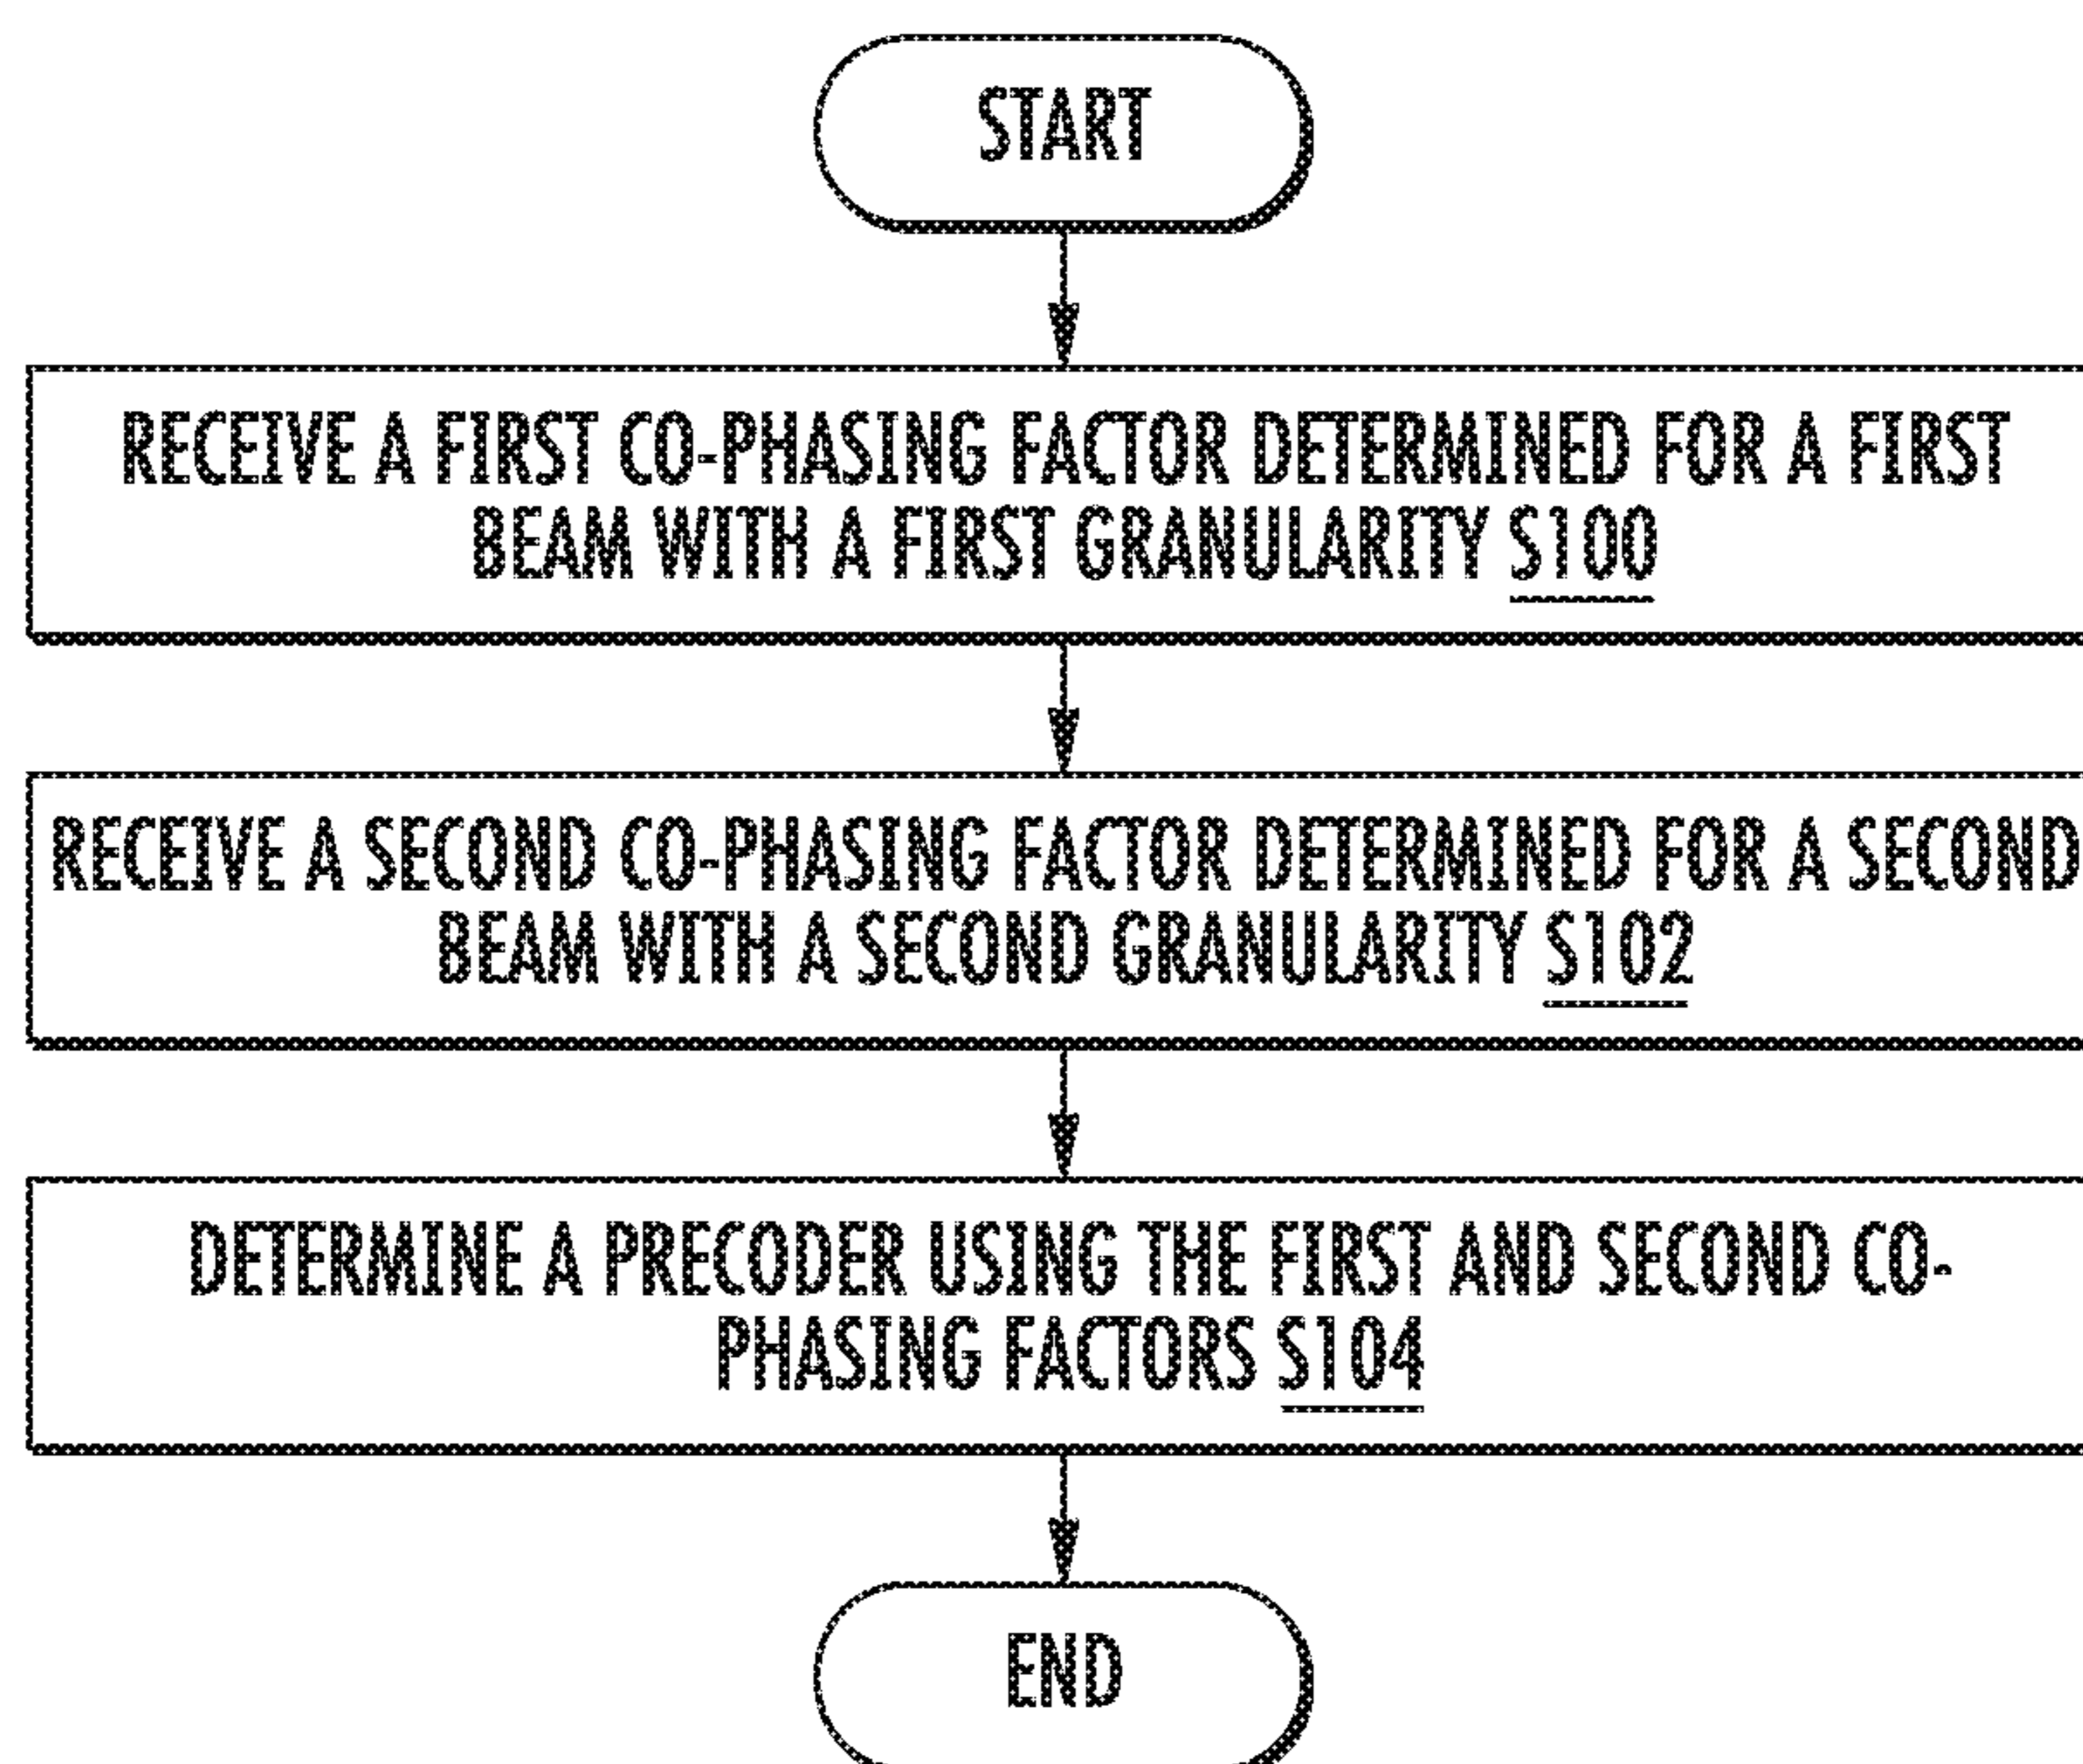 START
RECEIVE A FIRST CO-PHASING FACTOR DETERMINED FOR A FIRST
BEAM WITH A FIRST GRANULARITY S100
RECEIVE A SECOND CO-PHASING FACTOR DETERMINED FOR A SECOND
BEAM WITH A SECOND GRANULARITY S102
DETERMINE A PRECODER USING THE FIRST AND SECOND CO-
PHASING FACTORS S104
END